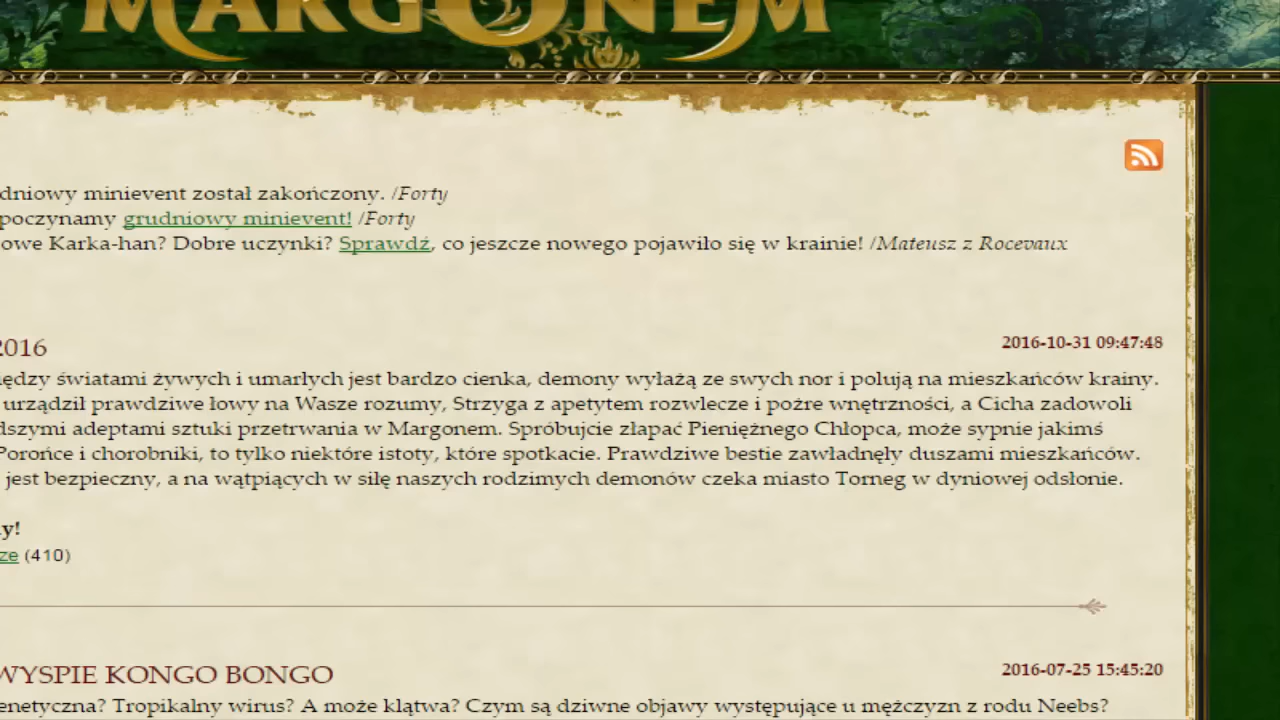 MARGONEM
dniowy minievent został zakończony. /Forty
poczynamy grudniowy minievent! /Forty
owe Karka-han? Dobre uczynki? Sprawdź, co jeszcze nowego pojawiło się w krainie! /Mateusz z Rocevaux
2016 2016-10-31 09:47:48
iędzy światami żywych i umarłych jest bardzo cienka, demony wyłażą ze swych nor i polują na mieszkańców krainy.
urządził prawdziwe łowy na Wasze rozumy, Strzyga z apetytem rozwlecze i pożre wnętrzności, a Cicha zadowoli
dszymi adeptami sztuki przetrwania w Margonem. Spróbujcie złapać Pieniężnego Chłopca, może sypnie jakimś
Porońce i chorobniki, to tylko niektóre istoty, które spotkacie. Prawdziwe bestie zawładnęły duszami mieszkańców.
jest bezpieczny, a na wątpiących w siłę naszych rodzimych demonów czeka miasto Torneg w dyniowej odsłonie.
y!
ze (410)
WYSPIE KONGO BONGO 2016-07-25 15:45:20
enetyczna? Tropikalny wirus? A może klątwa? Czym są dziwne objawy występujące u mężczyzn z rodu Neebs?